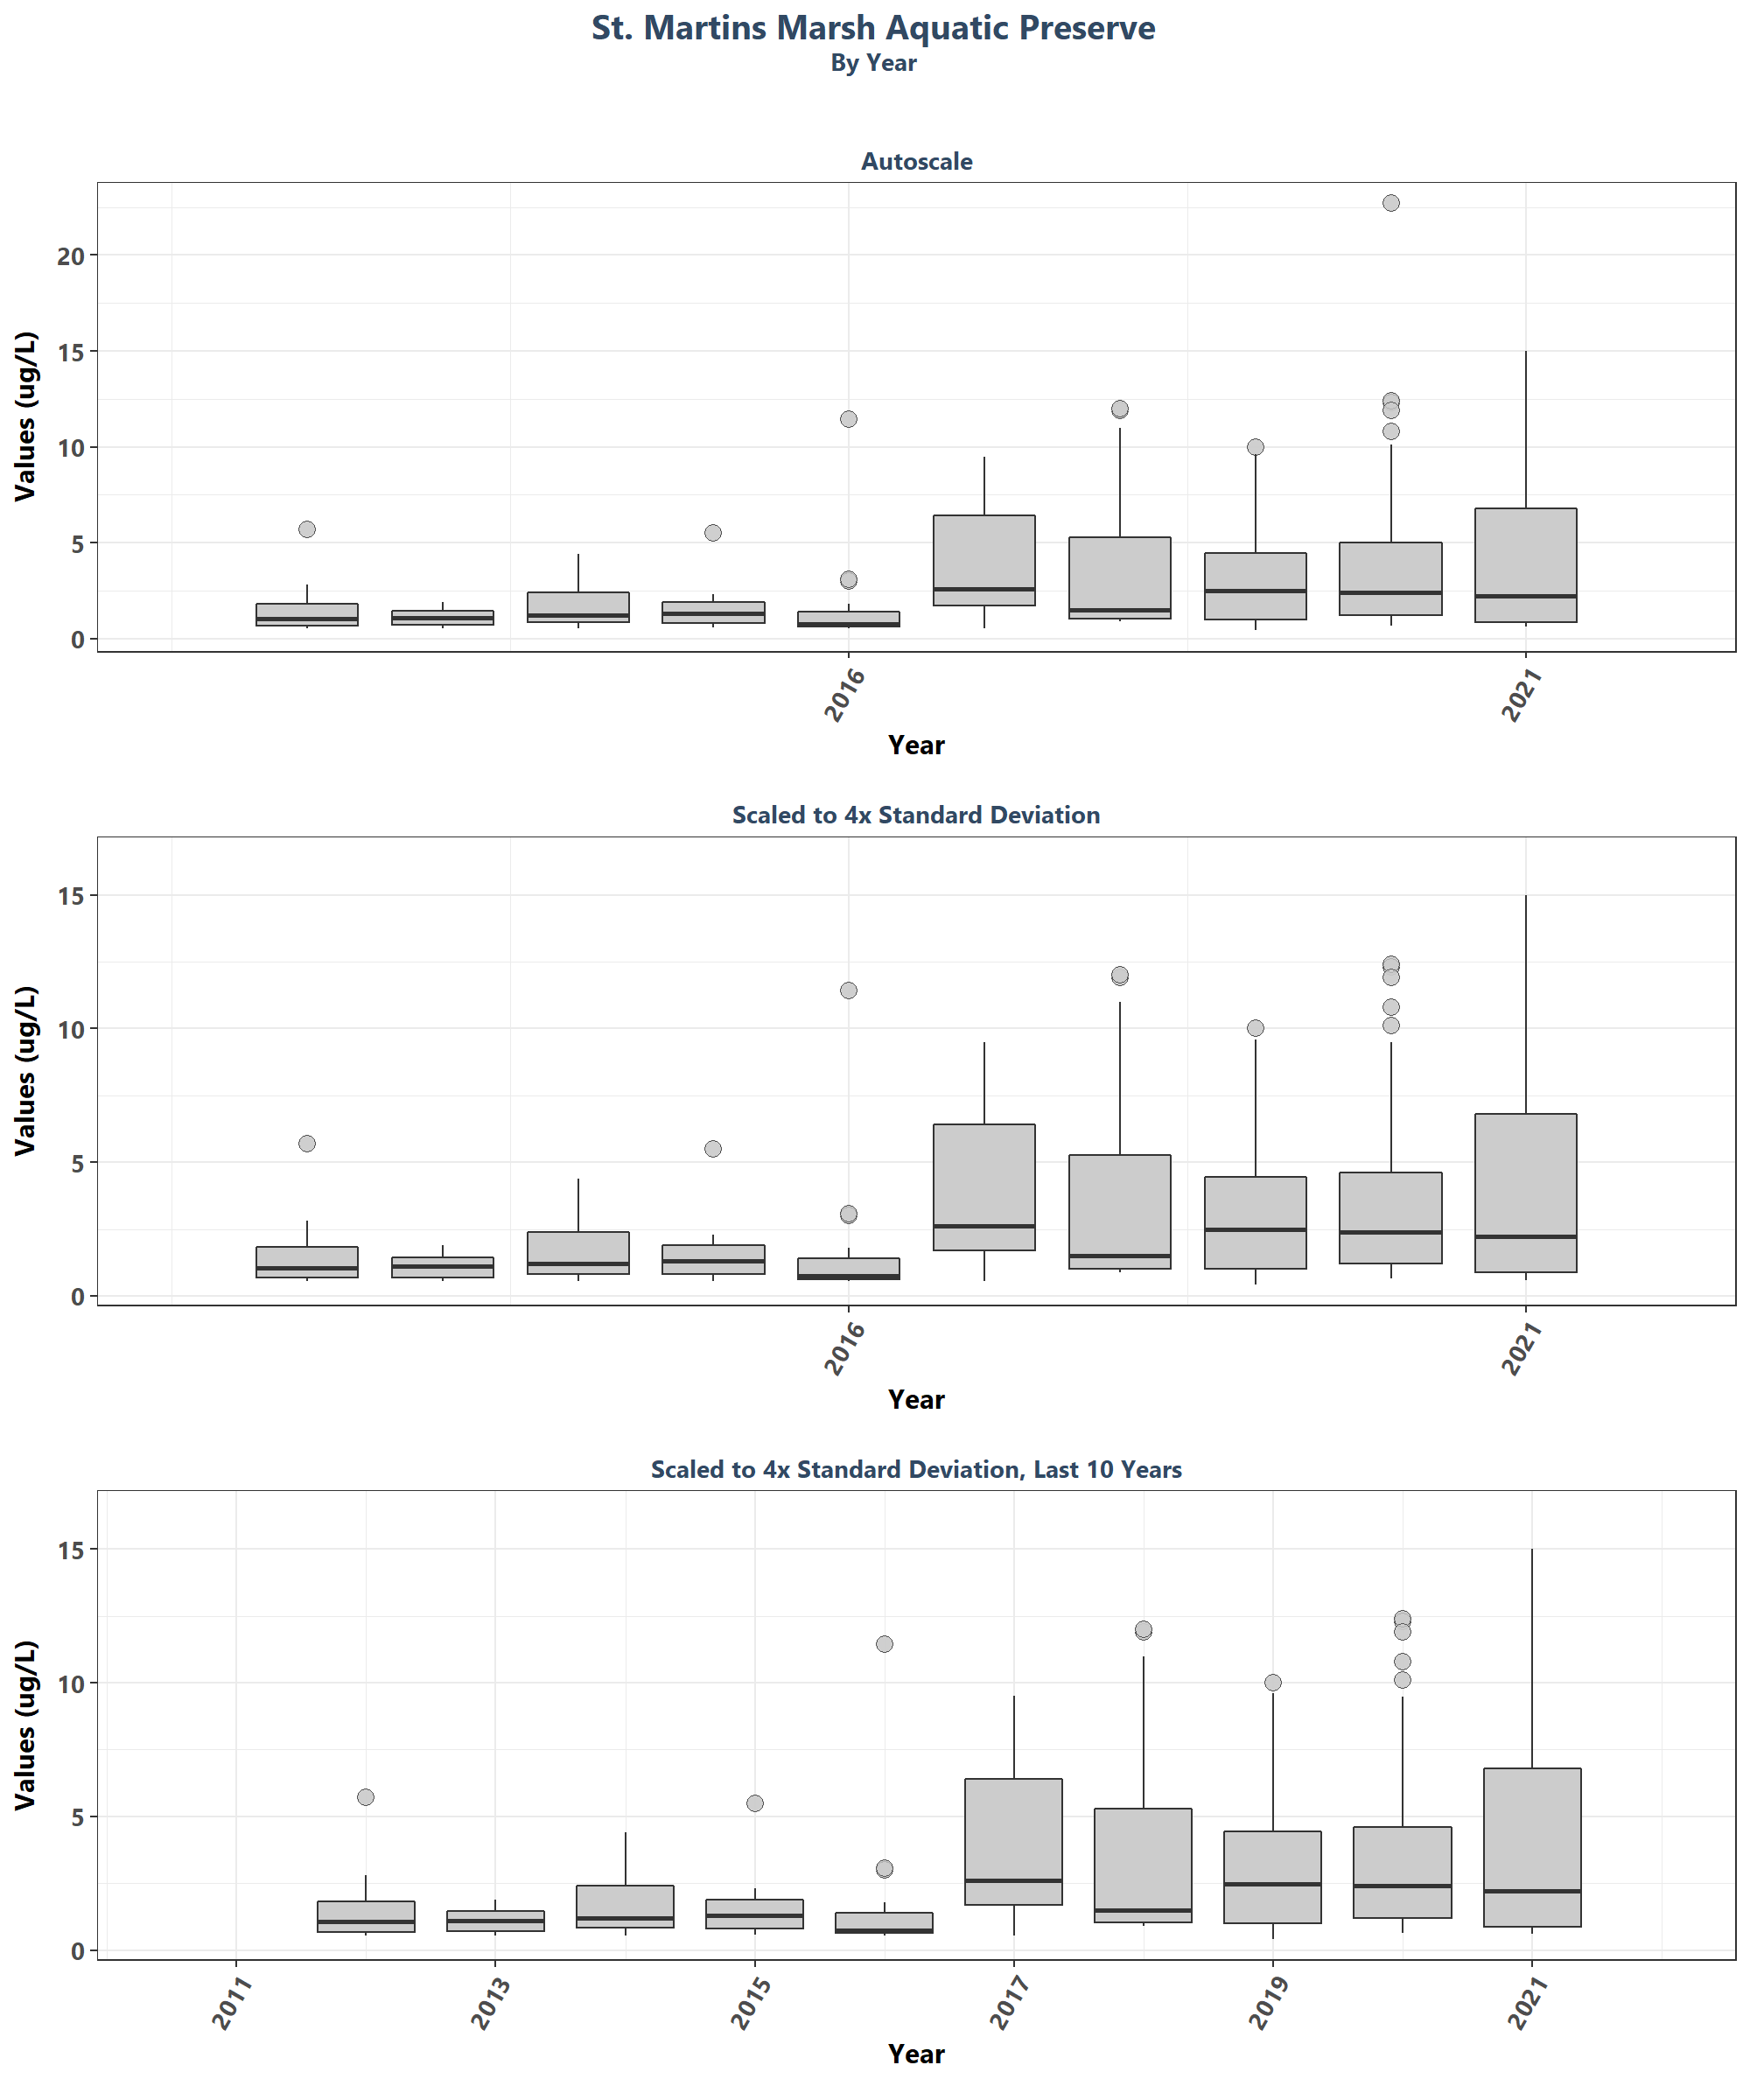 St. Martins Marsh Aquatic Preserve
By Year
Autoscale
Values (ug/L)
20
15
10
5
0
2016
2021
Year
Scaled to 4x Standard Deviation
Values (ug/L)
15
10
5
0
2016
2021
Year
Scaled to 4x Standard Deviation, Last 10 Years
Values (ug/L)
15
10
5
0
2011
2013
2015
2017
2019
2021
Year